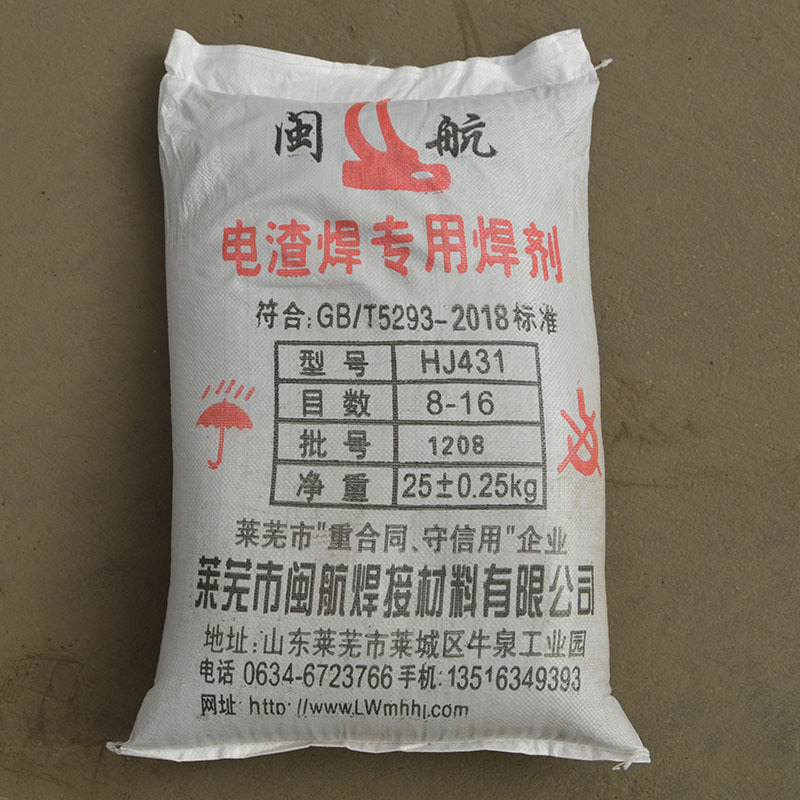 闽航
电渣焊专用焊剂
符合:GB/T5293-2018标准
型号 HJ431
目数 8-16
批号 1208
净重 25±0.25kg
莱芜市"重合同、守信用"企业
莱芜市闽航焊接材料有限公司
地址:山东莱芜市莱城区牛泉工业园
电话 0634-6723766 手机:13516349393
网址: http://www.LWmhhj.com